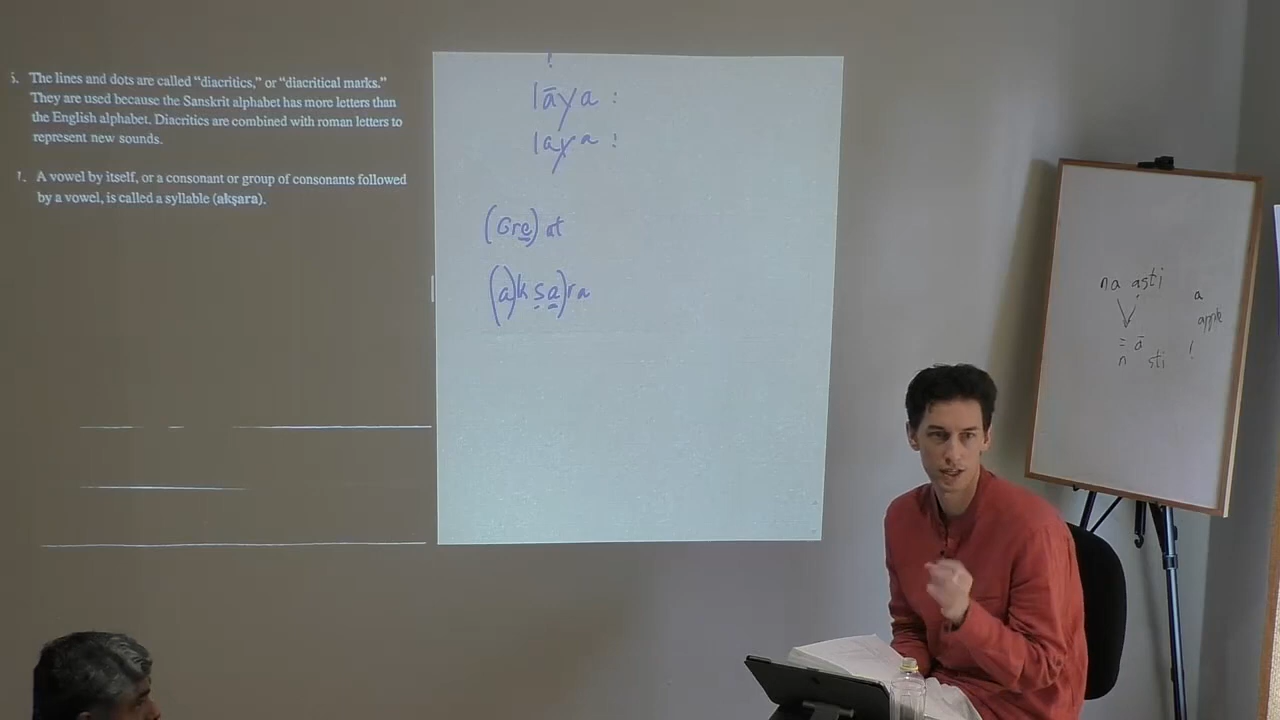 5. The lines and dots are called “diacritics,” or “diacritical marks.”
They are used because the Sanskrit alphabet has more letters than
the English alphabet. Diacritics are combined with roman letters to
represent new sounds.
1. A vowel by itself, or a consonant or group of consonants followed
by a vowel, is called a syllable (akṣara).
lāya :
laya :
(Gre) at
(a)kṣa)ra
na asti
= ā
n sti
a
apple
!